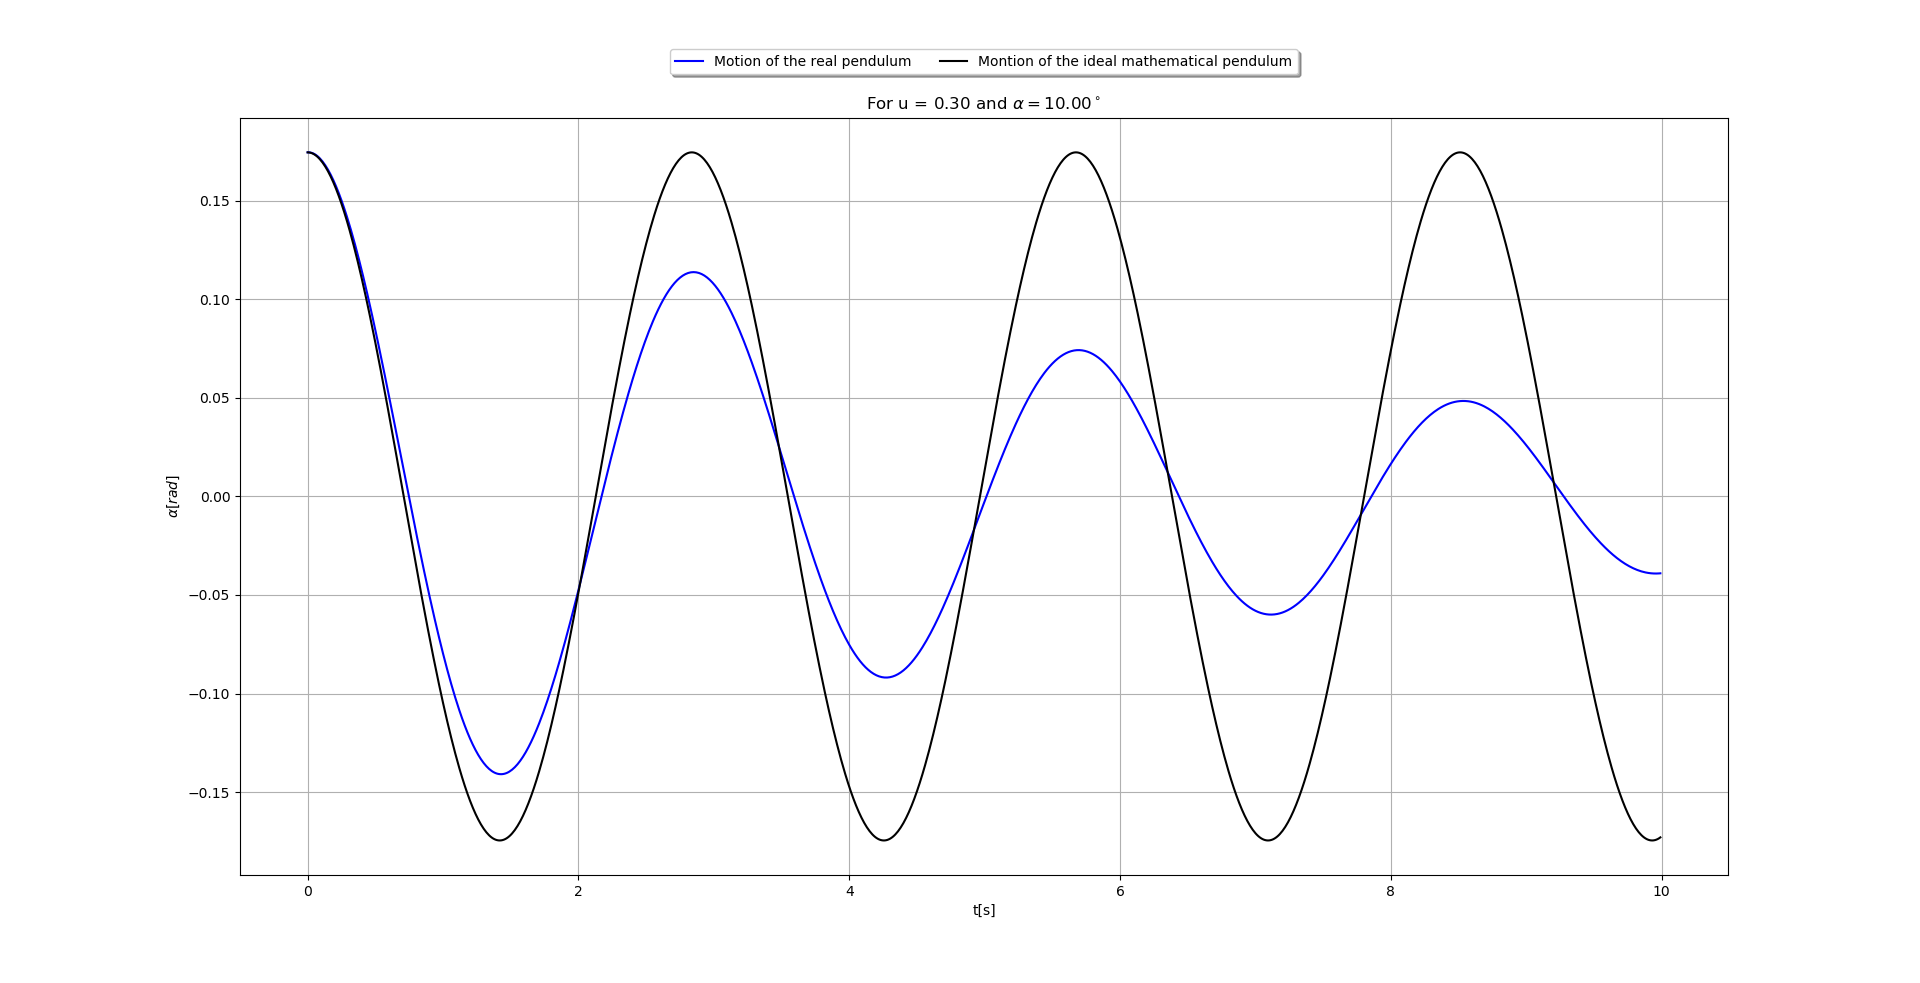 Motion of the real pendulum Montion of the ideal mathematical pendulum
For u = 0.30 and α = 10.00°
0.15
0.10
0.05
0.00
−0.05
−0.10
−0.15
α[rad]
0 2 4 6 8 10
t[s]